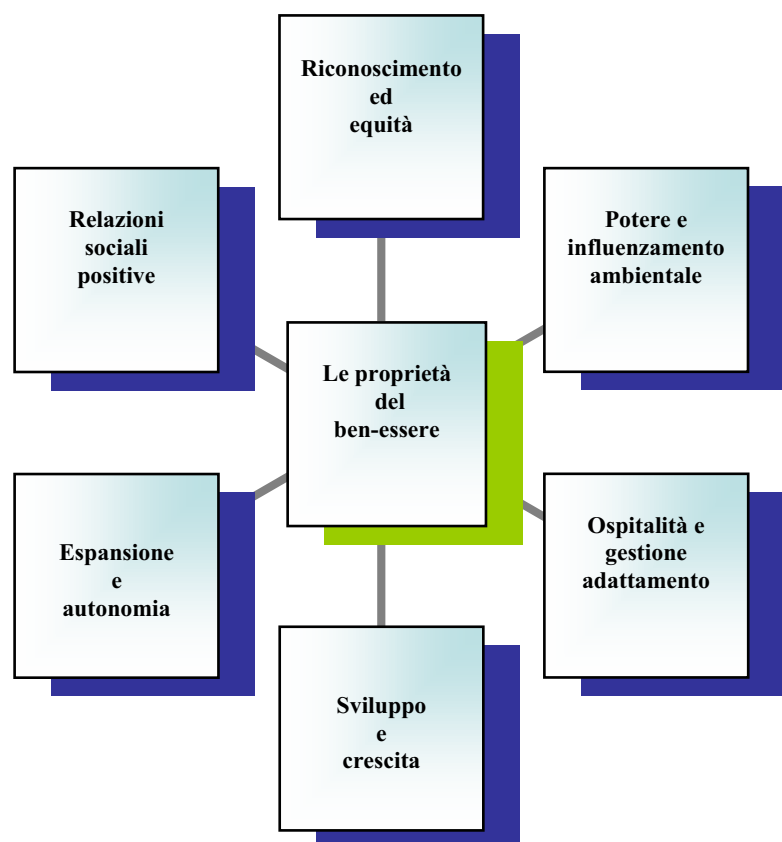 Riconoscimento
ed
equità
Relazioni
sociali
positive
Potere e
influenzamento
ambientale
Le proprietà
del
ben-essere
Espansione
e
autonomia
Ospitalità e
gestione
adattamento
Sviluppo
e
crescita